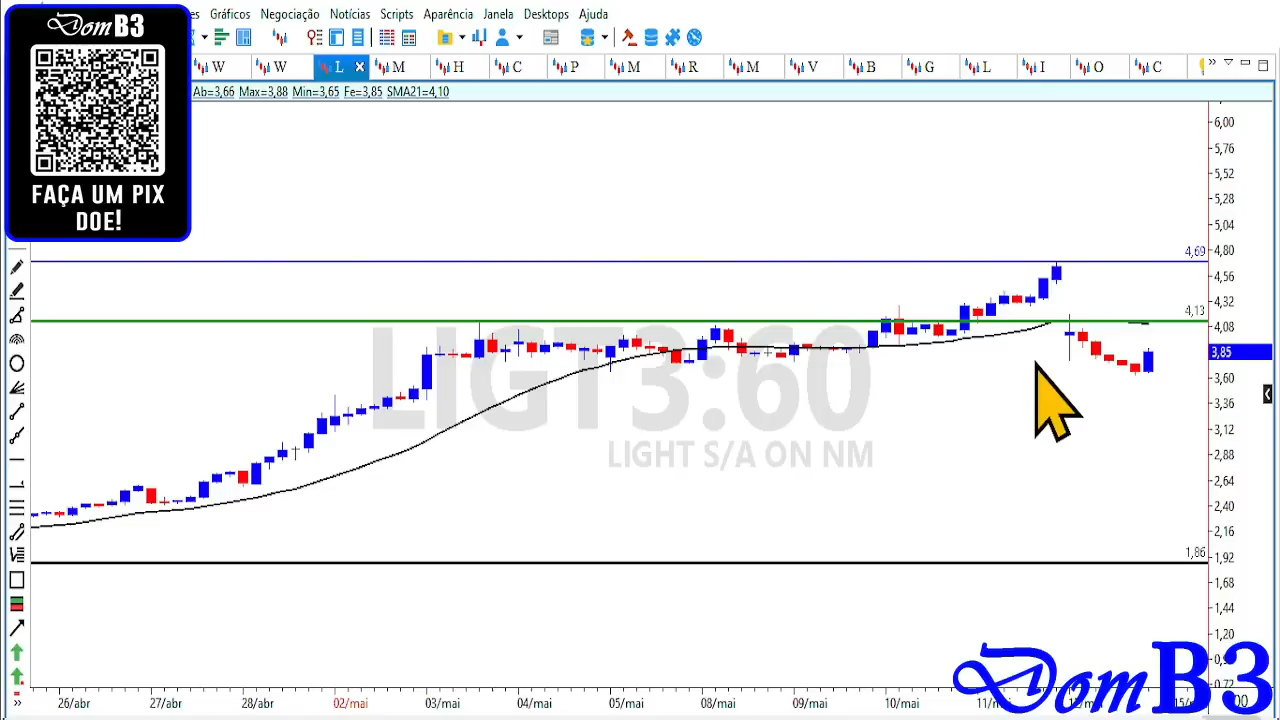 DomB3
FAÇA UM PIX
DOE!
Gráficos Negociação Notícias Scripts Aparência Janela Desktops Ajuda
W W L M H C P M R M V B G L I O C
Ab=3,66 Max=3,88 Min=3,65 Fe=3,85 SMA21=4,10
6,00
5,76
5,52
5,28
5,04
4,80
4,69
4,56
4,32
4,13
4,08
3,85
3,60
3,36
3,12
2,88
2,64
2,40
2,16
1,92
1,86
1,68
1,44
1,20
0,72
LIGT3:60
LIGHT S/A ON NM
26/abr 27/abr 28/abr 02/mai 03/mai 04/mai 05/mai 08/mai 09/mai 10/mai 11/mai
DomB3